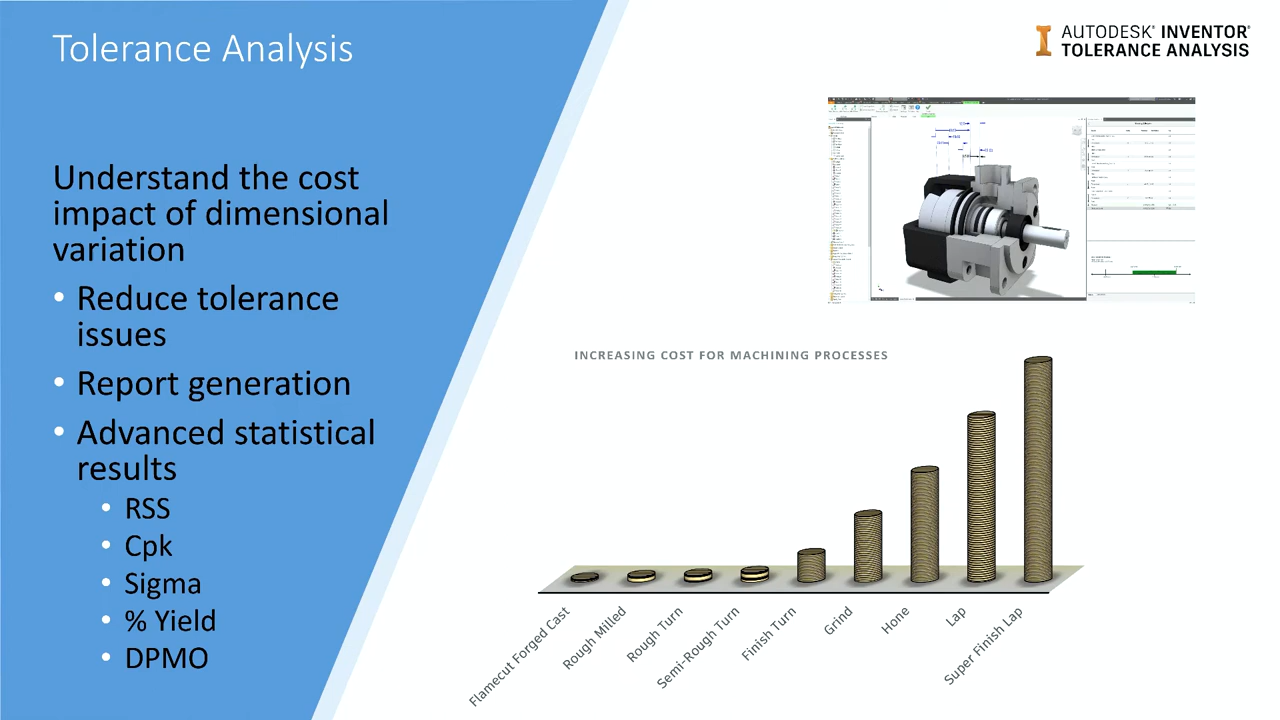 Tolerance Analysis
AUTODESK® INVENTOR®
TOLERANCE ANALYSIS
Understand the cost
impact of dimensional
variation
• Reduce tolerance
issues
• Report generation
• Advanced statistical
results
• RSS
• Cpk
• Sigma
• % Yield
• DPMO
INCREASING COST FOR MACHINING PROCESSES
Flamecut Forged Cast
Rough Milled
Rough Turn
Semi-Rough Turn
Finish Turn
Grind
Hone
Lap
Super Finish Lap